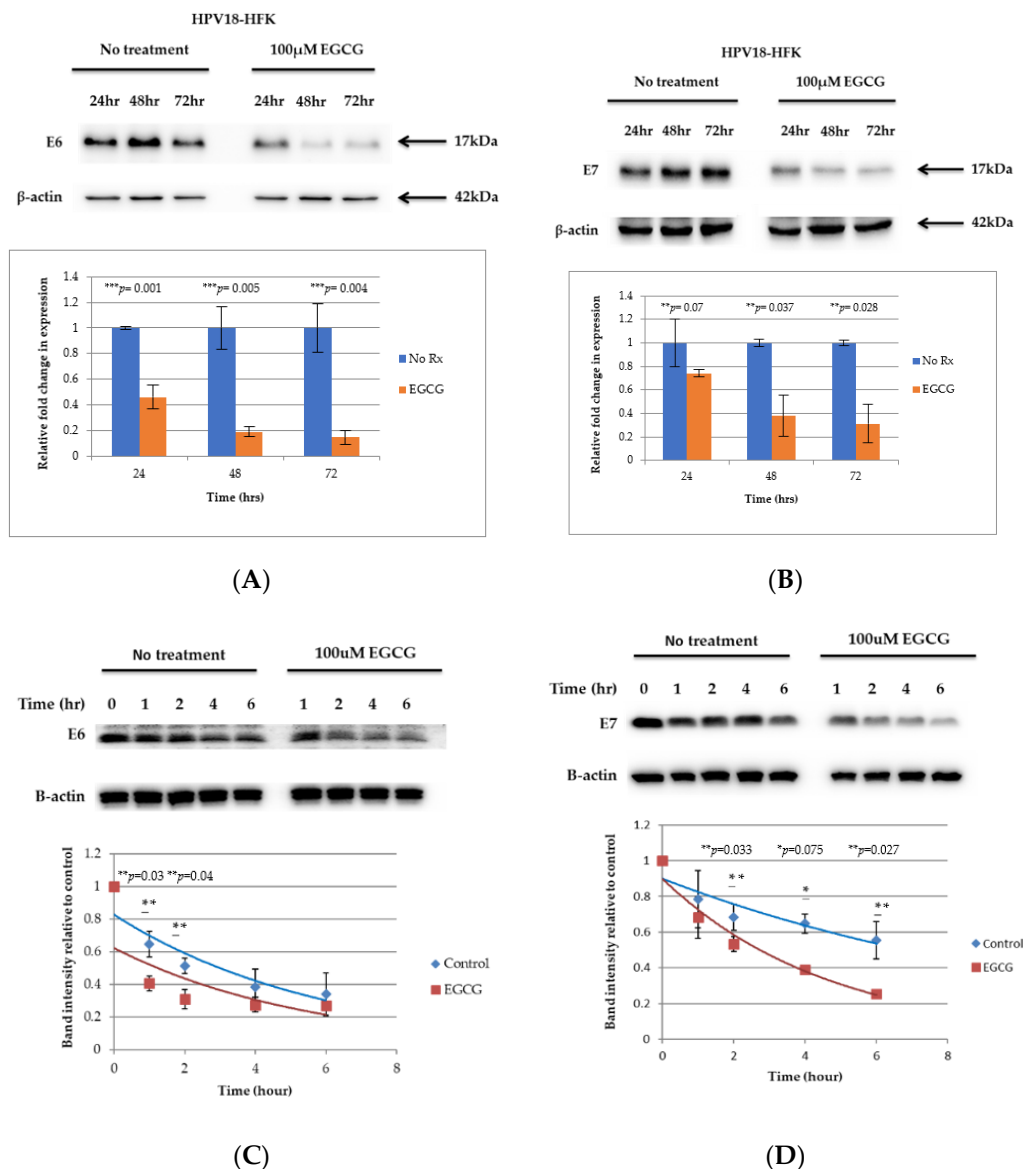 HPV18-HFK
No treatment 100μM EGCG
24hr 48hr 72hr 24hr 48hr 72hr
E6 17kDa
β-actin 42kDa
Relative fold change in expression
1.4
1.2
1
0.8
0.6
0.4
0.2
0
***p= 0.001 ***p= 0.005 ***p= 0.004
No Rx
EGCG
24 48 72
Time (hrs)
(A)
HPV18-HFK
No treatment 100μM EGCG
24hr 48hr 72hr 24hr 48hr 72hr
E7 17kDa
β-actin 42kDa
Relative fold change in expression
1.4
1.2
1
0.8
0.6
0.4
0.2
0
**p= 0.07 **p= 0.037 **p= 0.028
No Rx
EGCG
24 48 72
Time (hrs)
(B)
No treatment 100uM EGCG
Time (hr) 0 1 2 4 6 1 2 4 6
E6
B-actin
Band intensity relative to control
1.2
1
0.8
0.6
0.4
0.2
0
**p=0.03 **p=0.04
** **
Control
EGCG
0 2 4 6 8
Time (hour)
(C)
No treatment 100uM EGCG
Time (hr) 0 1 2 4 6 1 2 4 6
E7
B-actin
Band intensity relative to control
1.2
1
0.8
0.6
0.4
0.2
0
**p=0.033 *p=0.075 **p=0.027
** * **
Control
EGCG
0 2 4 6 8
Time (hour)
(D)